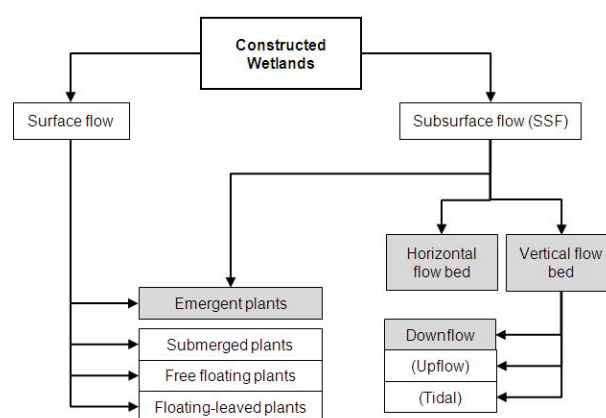 Constructed
Wetlands
Surface flow
Subsurface flow (SSF)
Horizontal
flow bed
Vertical flow
bed
Emergent plants
Submerged plants
Free floating plants
Floating-leaved plants
Downflow
(Upflow)
(Tidal)